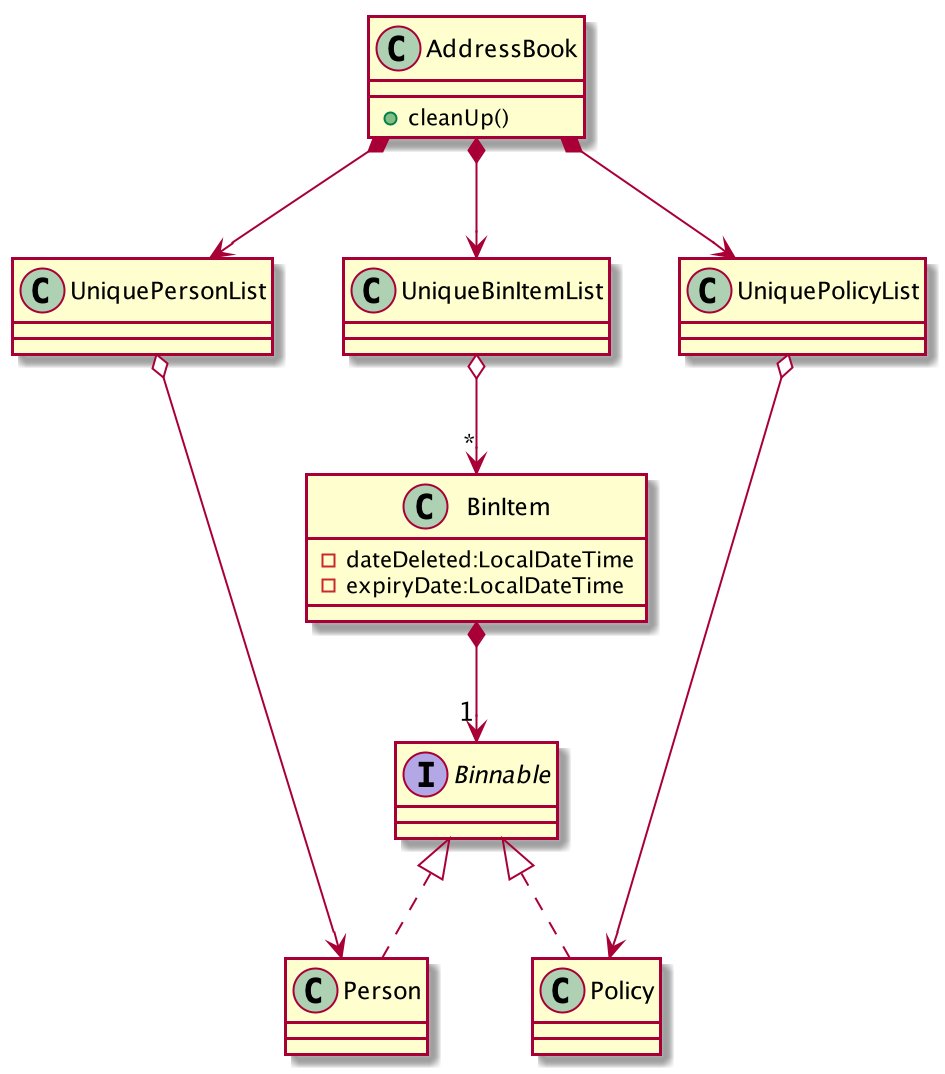 C AddressBook
cleanUp()
C UniquePersonList
C UniqueBinItemList
C UniquePolicyList
*
C BinItem
dateDeleted:LocalDateTime
expiryDate:LocalDateTime
1
I Binnable
C Person
C Policy